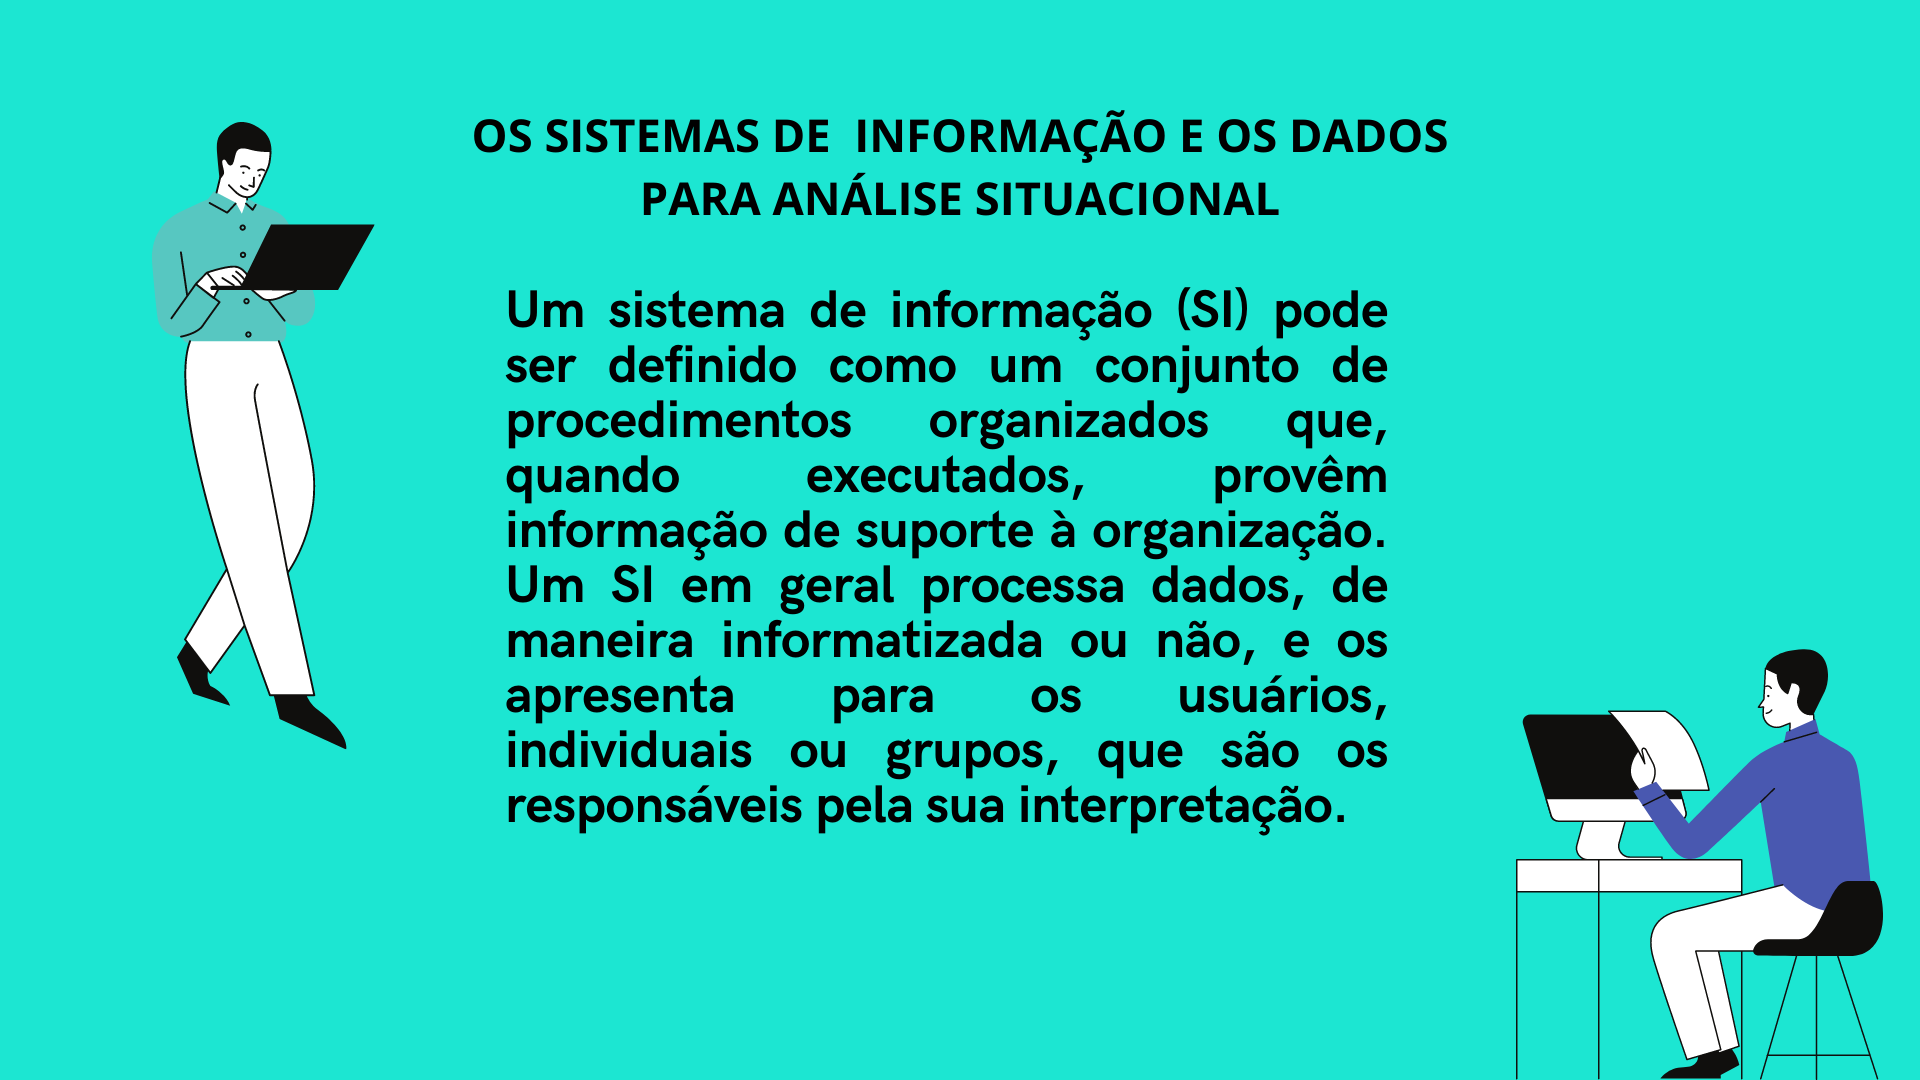 OS SISTEMAS DE INFORMAÇÃO E OS DADOS
PARA ANÁLISE SITUACIONAL
Um sistema de informação (SI) pode
ser definido como um conjunto de
procedimentos organizados que,
quando executados, provêm
informação de suporte à organização.
Um SI em geral processa dados, de
maneira informatizada ou não, e os
apresenta para os usuários,
individuais ou grupos, que são os
responsáveis pela sua interpretação.